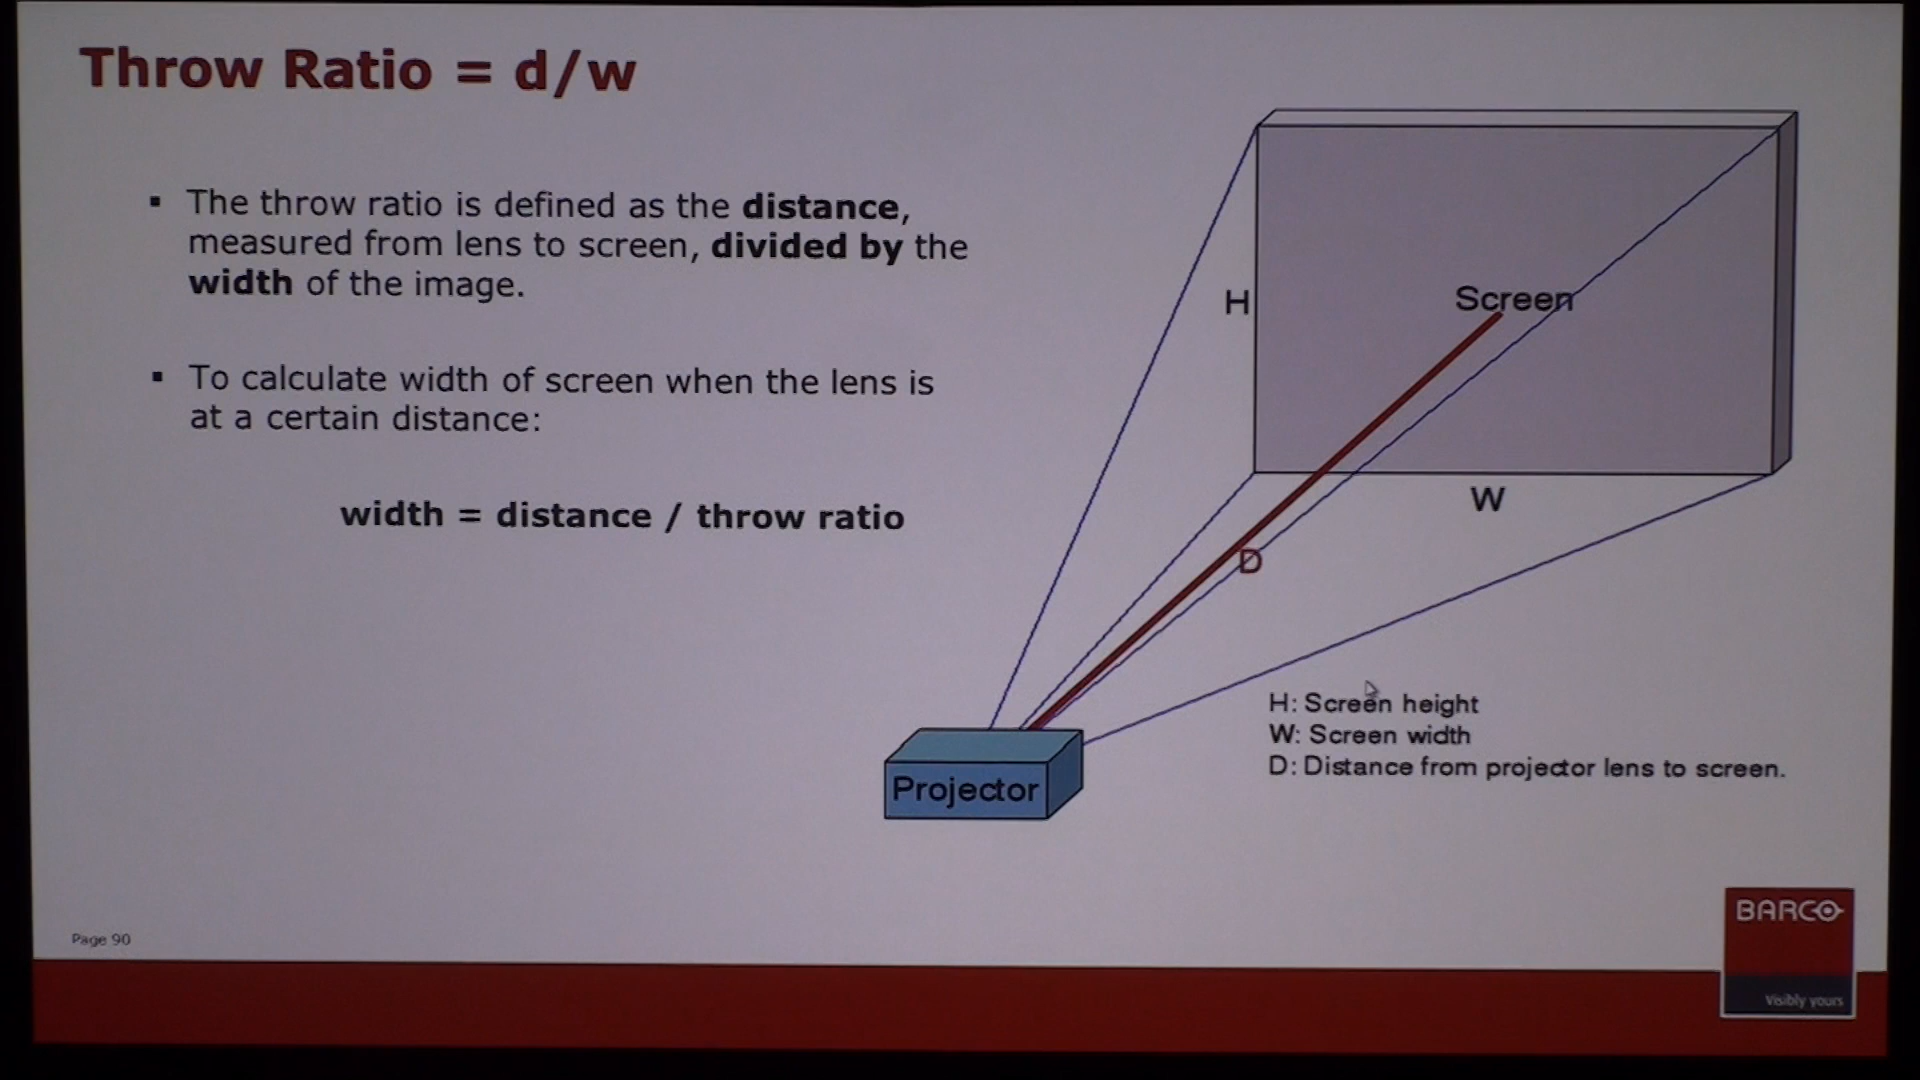 Throw Ratio = d/w
▪ The throw ratio is defined as the distance,
measured from lens to screen, divided by the
width of the image.
▪ To calculate width of screen when the lens is
at a certain distance:
width = distance / throw ratio
H
Screen
W
D
Projector
H: Screen height
W: Screen width
D: Distance from projector lens to screen.
Page 90
BARCO
Visibly yours